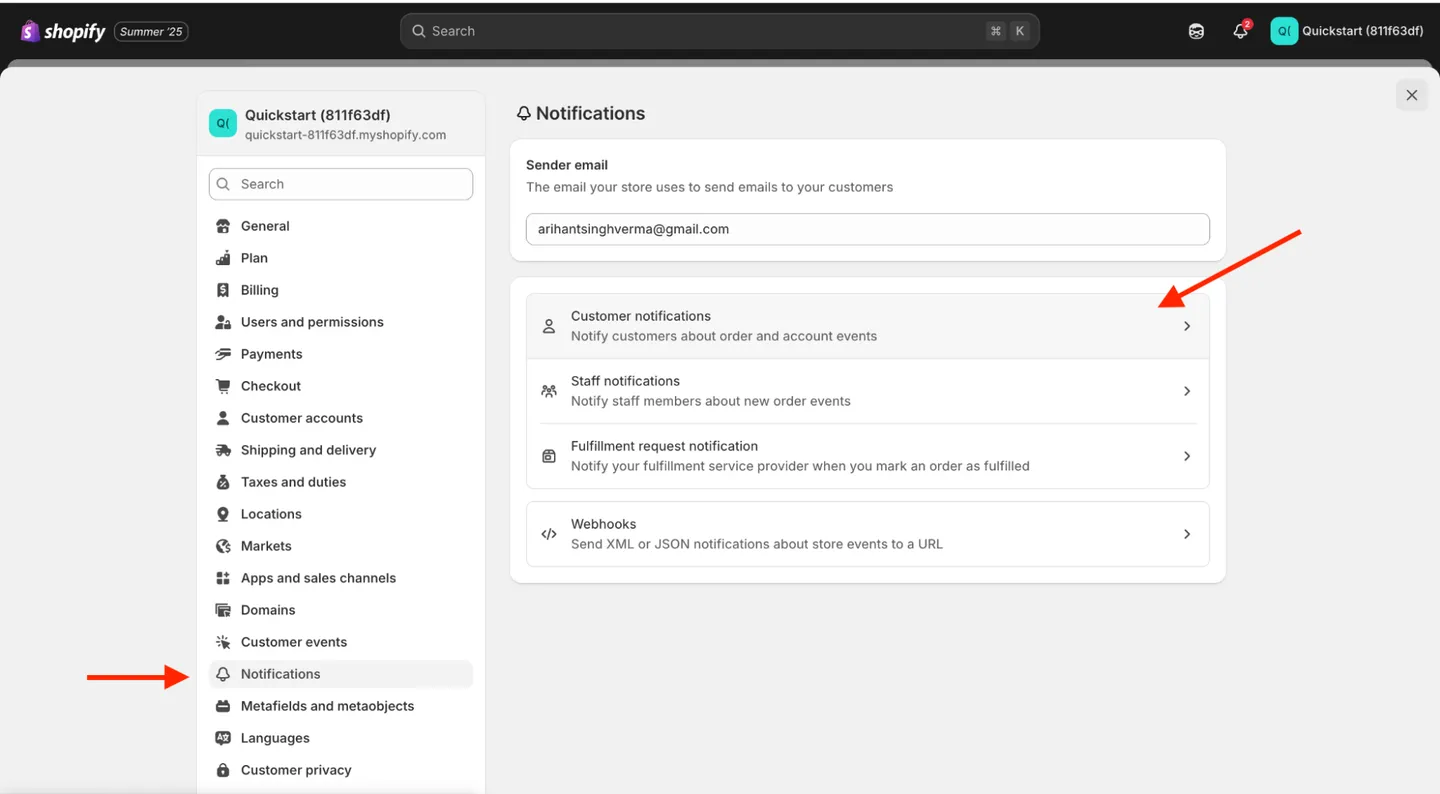 shopify Summer '25
Search ⌘ K
2
Q( Quickstart (811f63df)
Q( Quickstart (811f63df)
quickstart-811f63df.myshopify.com
Search
General
Plan
Billing
Users and permissions
Payments
Checkout
Customer accounts
Shipping and delivery
Taxes and duties
Locations
Markets
Apps and sales channels
Domains
Customer events
Notifications
Metafields and metaobjects
Languages
Customer privacy
Notifications
Sender email
The email your store uses to send emails to your customers
arihantsinghverma@gmail.com
Customer notifications
Notify customers about order and account events
Staff notifications
Notify staff members about new order events
Fulfillment request notification
Notify your fulfillment service provider when you mark an order as fulfilled
Webhooks
Send XML or JSON notifications about store events to a URL